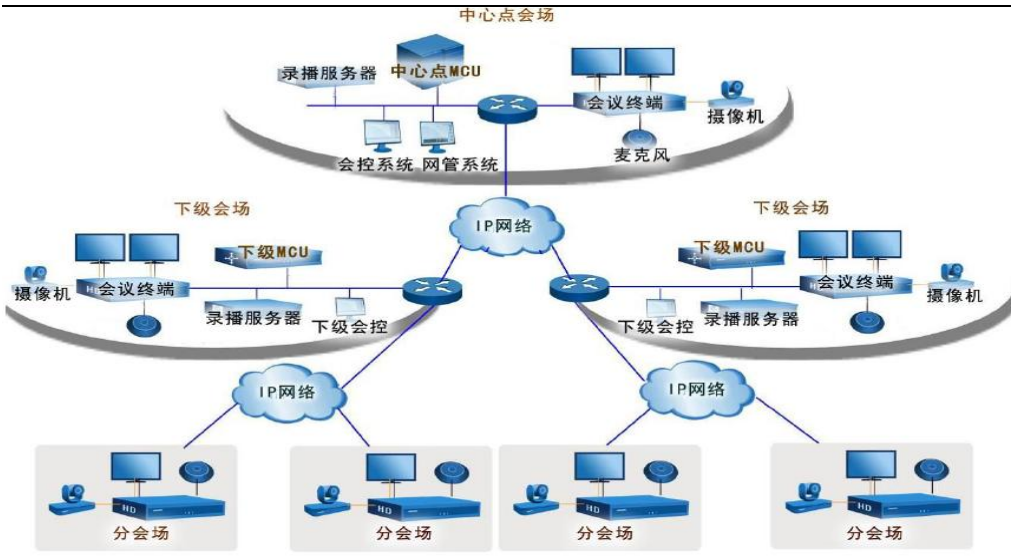 中心点会场
录播服务器
中心点MCU
会议终端
摄像机
麦克风
会控系统 网管系统
IP网络
下级会场
下级MCU
会议终端
摄像机
录播服务器
下级会控
下级会场
下级MCU
会议终端
摄像机
下级会控
录播服务器
IP网络
IP网络
HD
分会场
HD
分会场
HD
分会场
HD
分会场